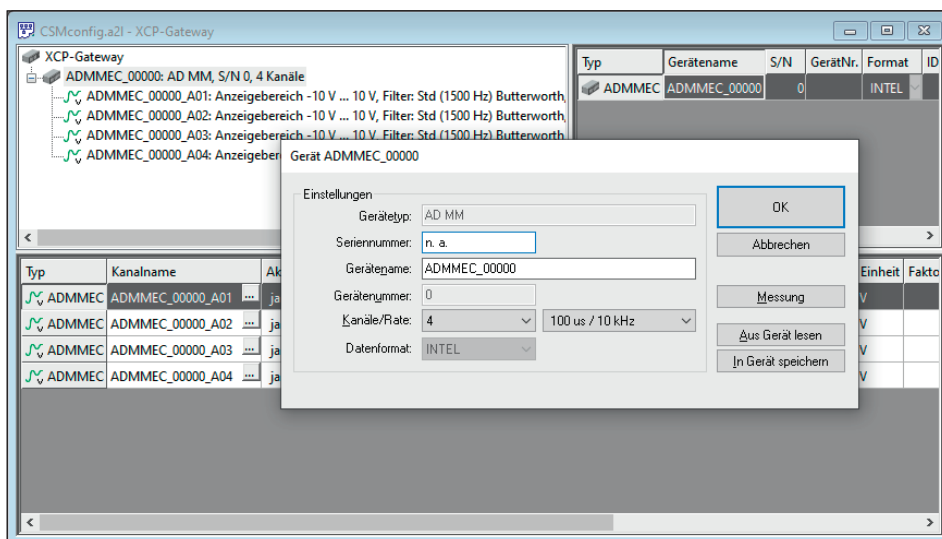 CSMconfig.a2l - XCP-Gateway
XCP-Gateway
ADMMEC_00000: AD MM, S/N 0, 4 Kanäle
ADMMEC_00000_A01: Anzeigebereich -10 V ... 10 V, Filter: Std (1500 Hz) Butterworth,
ADMMEC_00000_A02: Anzeigebereich -10 V ... 10 V, Filter: Std (1500 Hz) Butterworth,
ADMMEC_00000_A03: Anzeigebereich -10 V ... 10 V, Filter: Std (1500 Hz) Butterworth
ADMMEC_00000_A04: Anzeigeber
Typ Gerätename S/N GerätNr. Format ID
ADMMEC ADMMEC_00000 0 INTEL
Gerät ADMMEC_00000
Einstellungen
Gerätetyp: AD MM
Seriennummer: n. a.
Gerätename: ADMMEC_00000
Gerätenummer: 0
Kanäle/Rate: 4 100 us / 10 kHz
Datenformat: INTEL
OK
Abbrechen
Messung
Aus Gerät lesen
In Gerät speichern
Typ Kanalname Ak Einheit Fakto
ADMMEC ADMMEC_00000_A01 ... ja V
ADMMEC ADMMEC_00000_A02 ... ja V
ADMMEC ADMMEC_00000_A03 ... ja V
ADMMEC ADMMEC_00000_A04 ... ja V